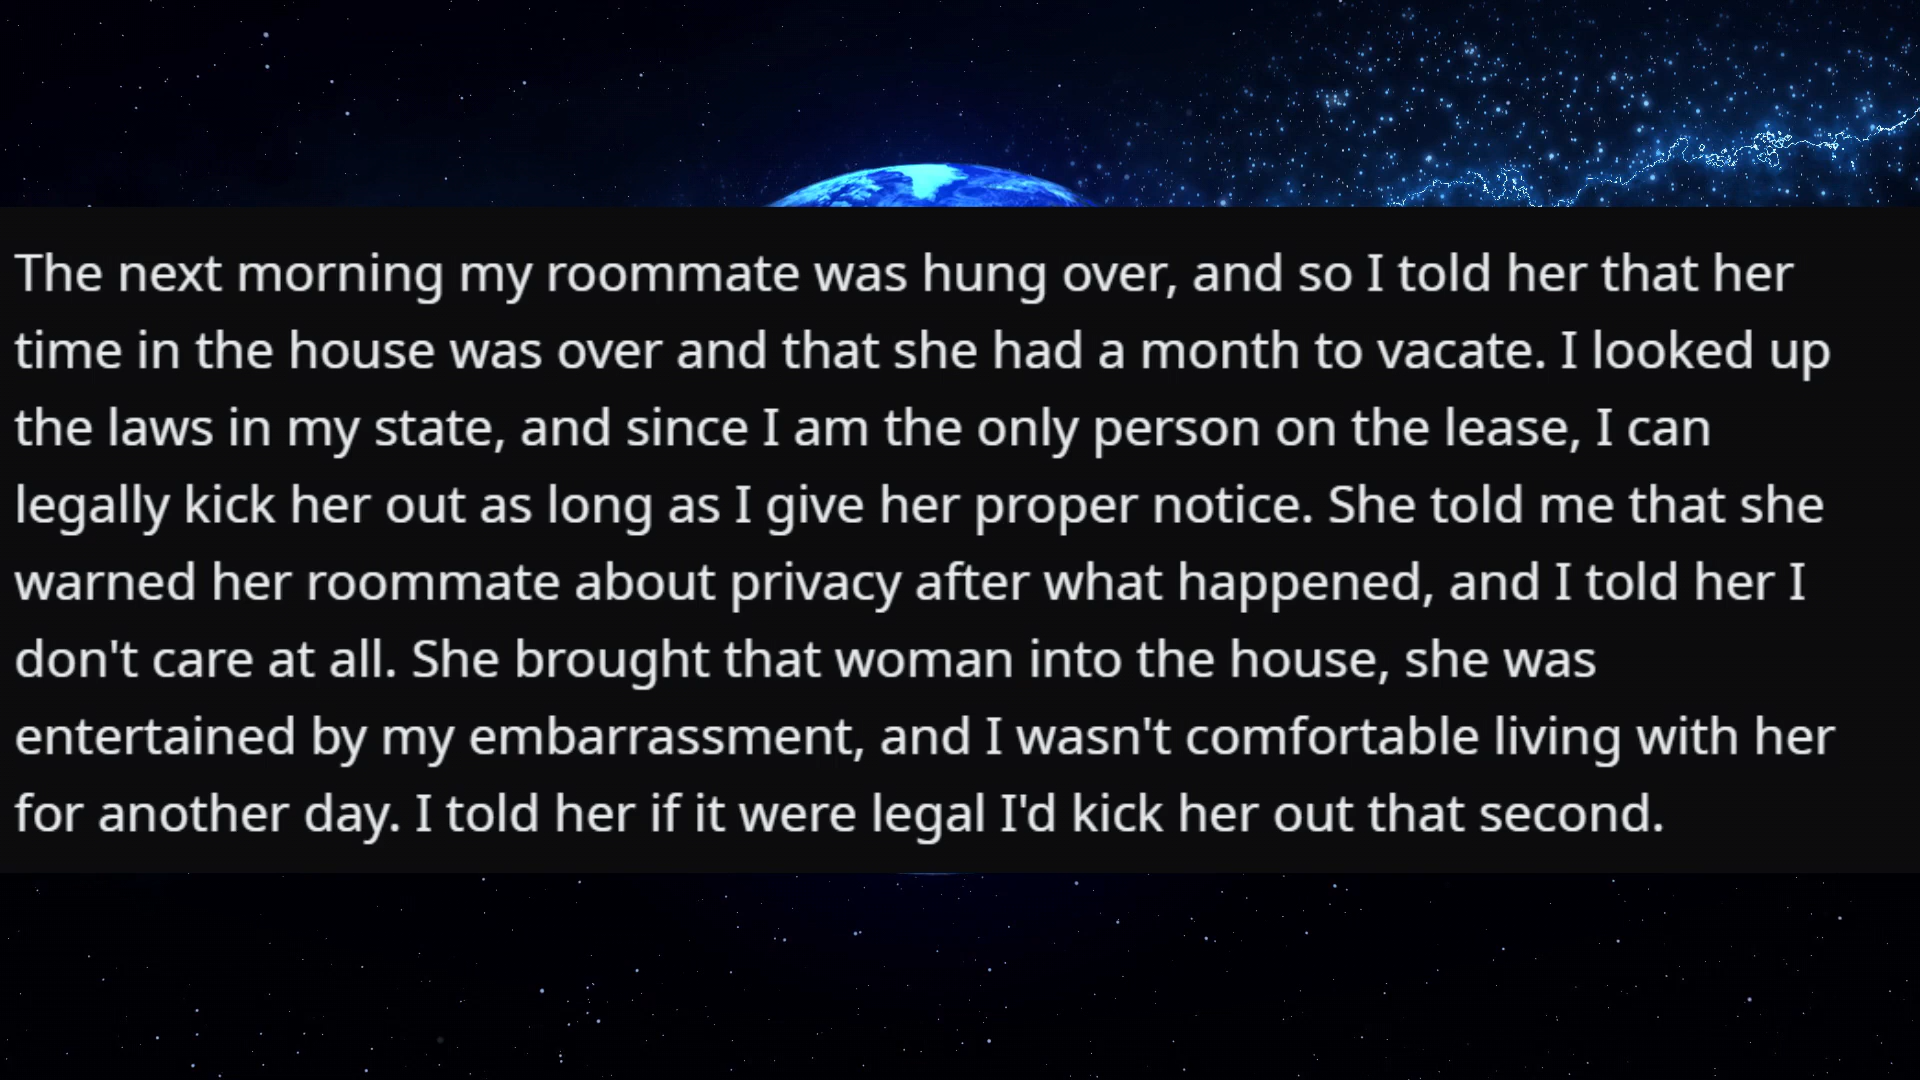 The next morning my roommate was hung over, and so I told her that her
time in the house was over and that she had a month to vacate. I looked up
the laws in my state, and since I am the only person on the lease, I can
legally kick her out as long as I give her proper notice. She told me that she
warned her roommate about privacy after what happened, and I told her I
don't care at all. She brought that woman into the house, she was
entertained by my embarrassment, and I wasn't comfortable living with her
for another day. I told her if it were legal I'd kick her out that second.